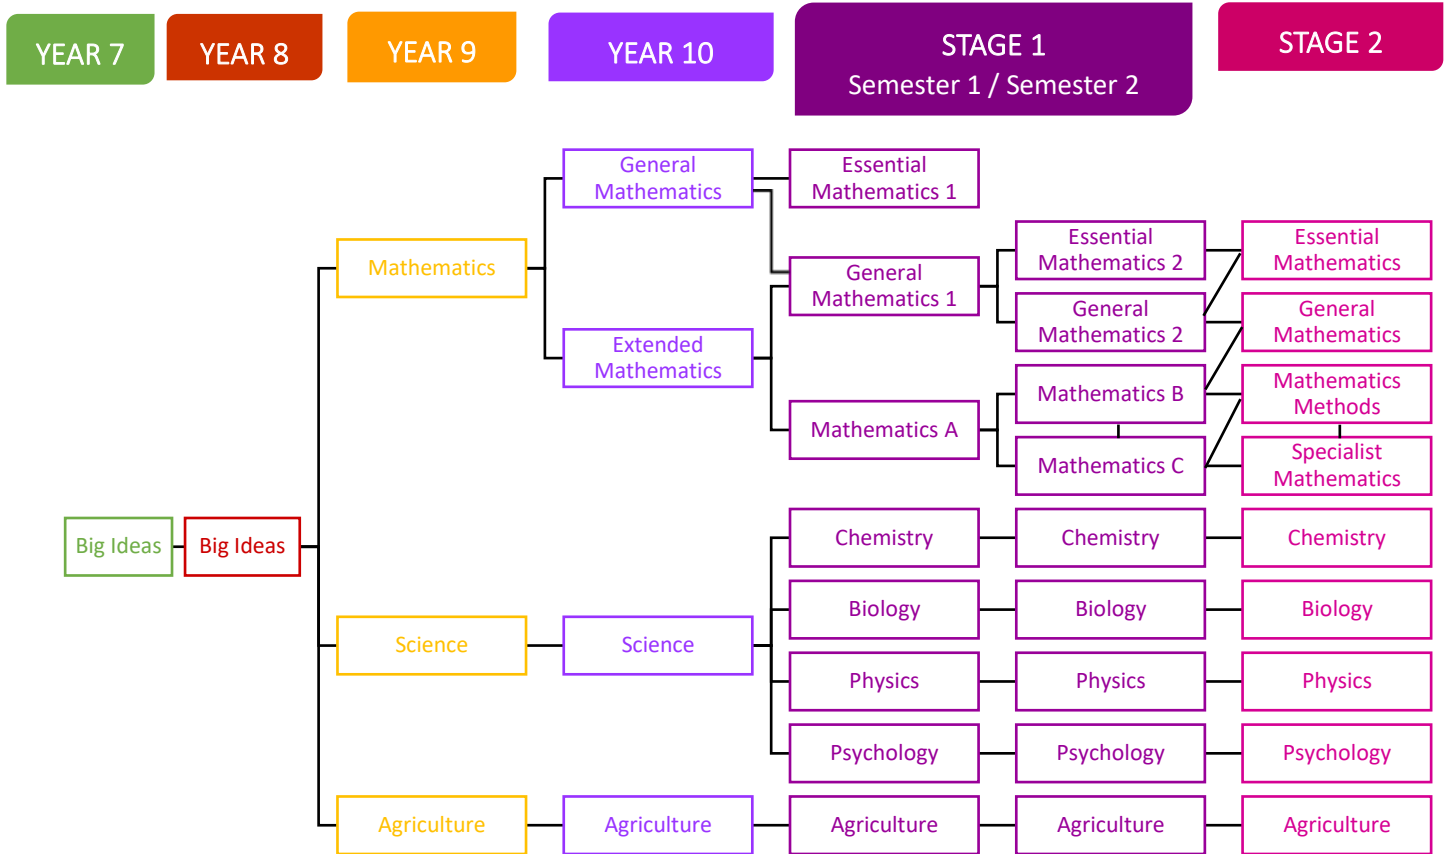 YEAR 7
YEAR 8
YEAR 9
YEAR 10
STAGE 1
Semester 1 / Semester 2
STAGE 2
General
Mathematics
Essential
Mathematics 1
Mathematics
Essential
Mathematics 2
Essential
Mathematics
General
Mathematics 1
General
Mathematics 2
General
Mathematics
Extended
Mathematics
Mathematics B
Mathematics
Methods
Mathematics A
Mathematics C
Specialist
Mathematics
Big Ideas
Big Ideas
Chemistry
Chemistry
Chemistry
Biology
Biology
Biology
Science
Science
Physics
Physics
Physics
Psychology
Psychology
Psychology
Agriculture
Agriculture
Agriculture
Agriculture
Agriculture